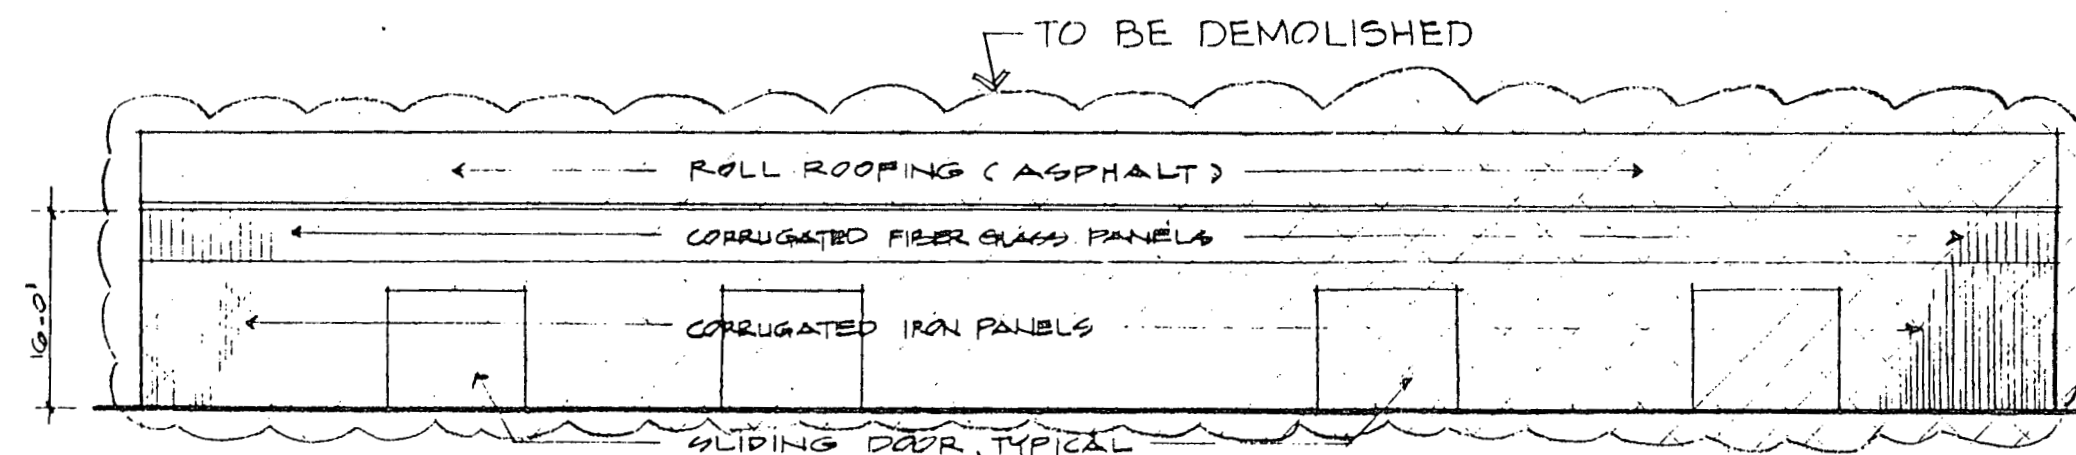 TO BE DEMOLISHED
ROLL ROOFING (ASPHALT)
CORRUGATED FIBER GLASS PANELS
16-0'
CORRUGATED IRON PANELS
SLIDING DOOR, TYPICAL